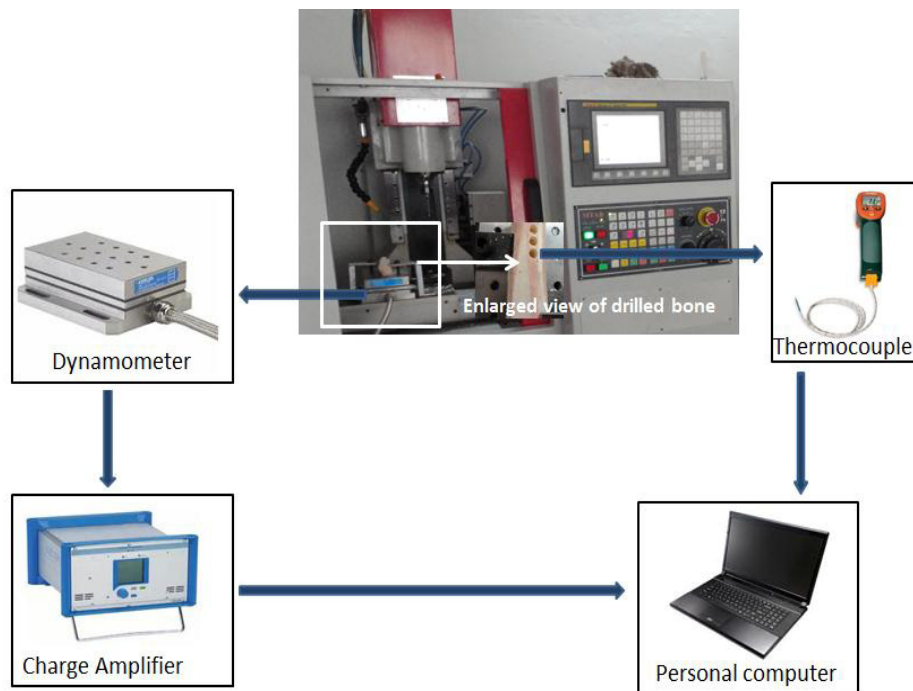 Enlarged view of drilled bone
Dynamometer
Thermocouple
Charge Amplifier
Personal computer